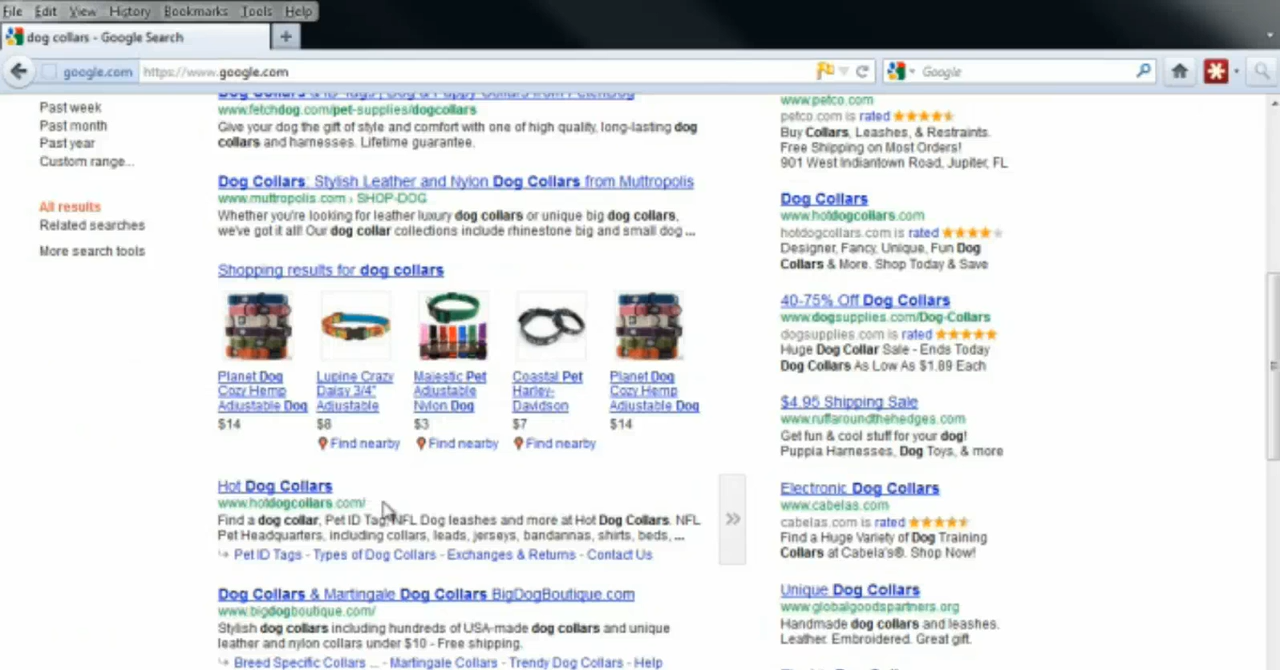 File Edit View History Bookmarks Tools Help
dog collars - Google Search
google.com https://www.google.com Google
Past week
Past month
Past year
Custom range...
All results
Related searches
More search tools
Dog Collars & ID Tags | Dog & Puppy Collars from FetchDog
www.fetchdog.com/pet-supplies/dogcollars
Give your dog the gift of style and comfort with one of high quality, long-lasting dog
collars and harnesses. Lifetime guarantee.
Dog Collars: Stylish Leather and Nylon Dog Collars from Muttropolis
www.muttropolis.com › SHOP-DOG
Whether you're looking for leather luxury dog collars or unique big dog collars,
we've got it all! Our dog collar collections include rhinestone big and small dog ...
Shopping results for dog collars
Planet Dog Cozy Hemp Adjustable Dog
$14
Lupine Crazy Daisy 3/4" Adjustable
$8
Find nearby
Majestic Pet Adjustable Nylon Dog
$3
Find nearby
Coastal Pet Harley-Davidson
$7
Find nearby
Planet Dog Cozy Hemp Adjustable Dog
$14
Hot Dog Collars
www.hotdogcollars.com/
Find a dog collar, Pet ID Tag, NFL Dog leashes and more at Hot Dog Collars. NFL
Pet Headquarters, including collars, leads, jerseys, bandannas, shirts, beds, ...
Pet ID Tags - Types of Dog Collars - Exchanges & Returns - Contact Us
»
Dog Collars & Martingale Dog Collars BigDogBoutique.com
www.bigdogboutique.com/
Stylish dog collars including hundreds of USA-made dog collars and unique
leather and nylon collars under $10 - Free shipping.
Breed Specific Collars ... - Martingale Collars - Trendy Dog Collars - Help
www.petco.com
petco.com is rated
Buy Collars, Leashes, & Restraints.
Free Shipping on Most Orders!
901 West Indiantown Road, Jupiter, FL
Dog Collars
www.hotdogcollars.com
hotdogcollars.com is rated
Designer, Fancy, Unique, Fun Dog
Collars & More. Shop Today & Save
40-75% Off Dog Collars
www.dogsupplies.com/Dog-Collars
dogsupplies.com is rated
Huge Dog Collar Sale - Ends Today
Dog Collars As Low As $1.89 Each
$4.95 Shipping Sale
www.ruffaroundthehedges.com
Get fun & cool stuff for your dog!
Puppia Harnesses, Dog Toys, & more
Electronic Dog Collars
www.cabelas.com
cabelas.com is rated
Find a Huge Variety of Dog Training
Collars at Cabela's®. Shop Now!
Unique Dog Collars
www.globalgoodspartners.org
Handmade dog collars and leashes.
Leather. Embroidered. Great gift.